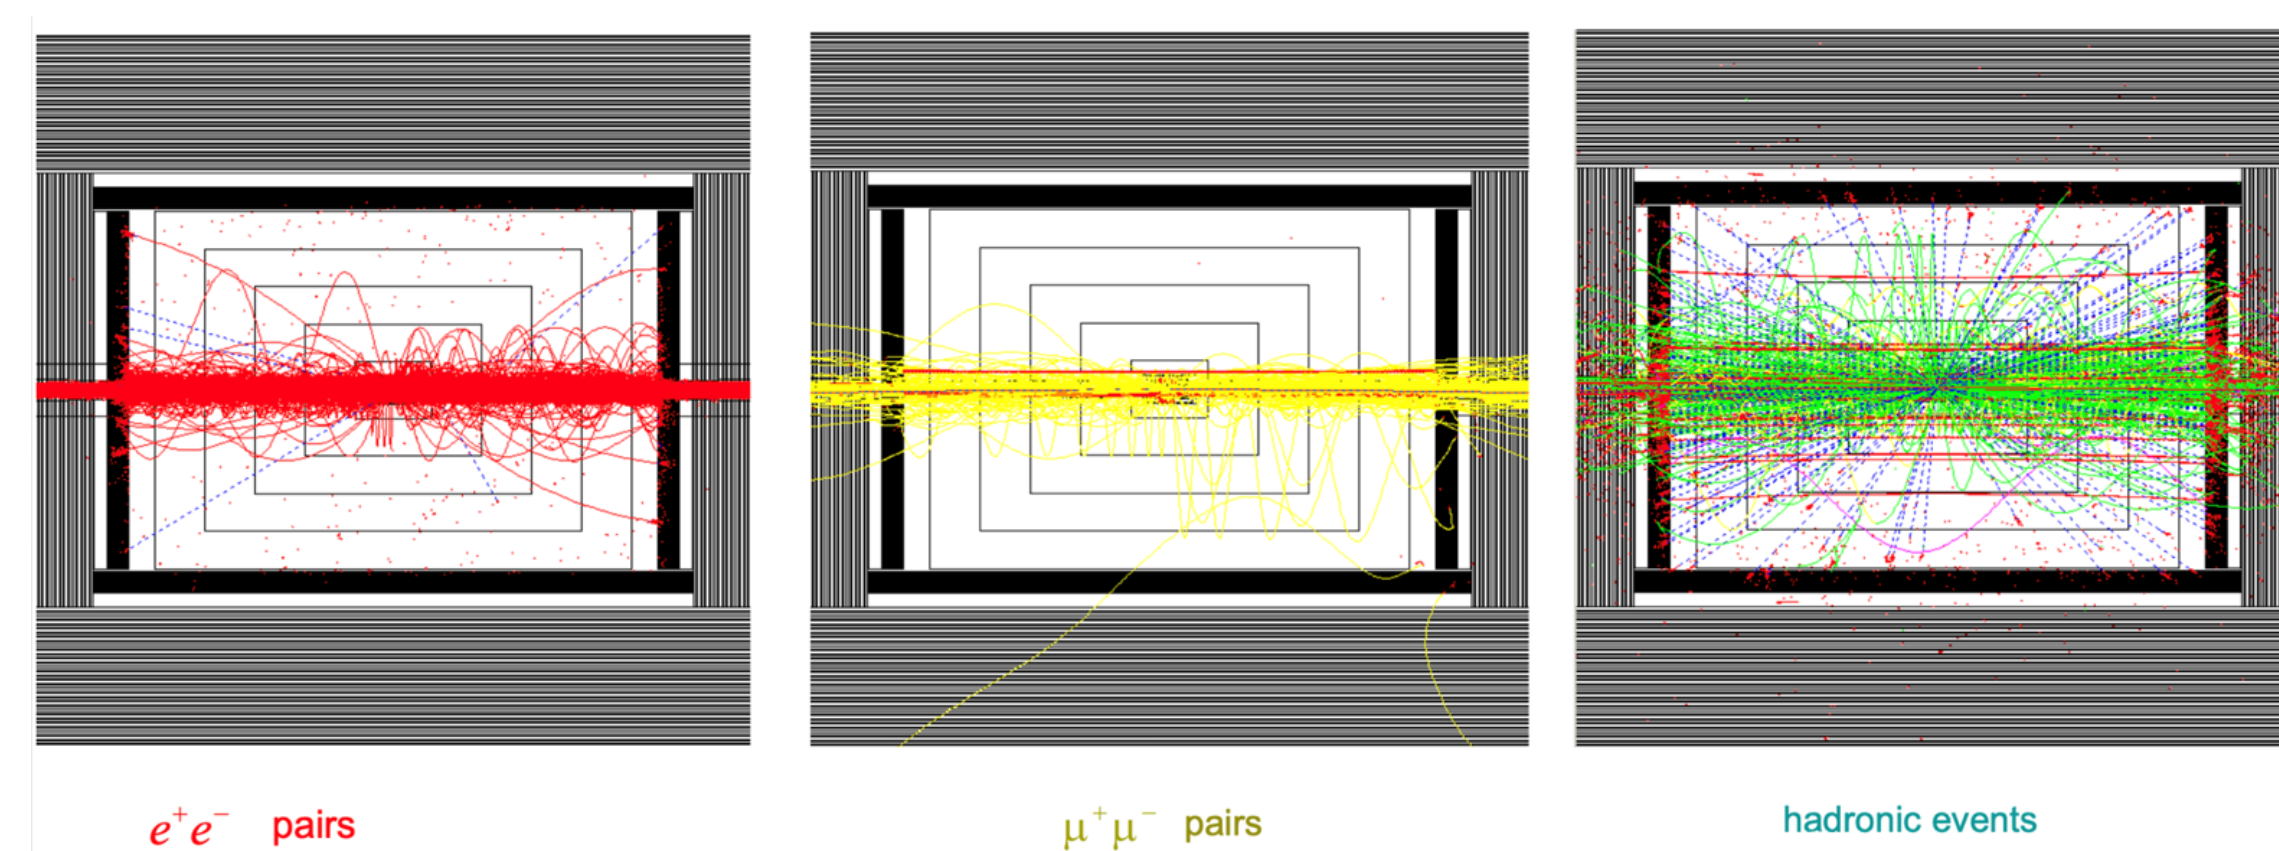 e⁺e⁻ pairs
μ⁺μ⁻ pairs
hadronic events